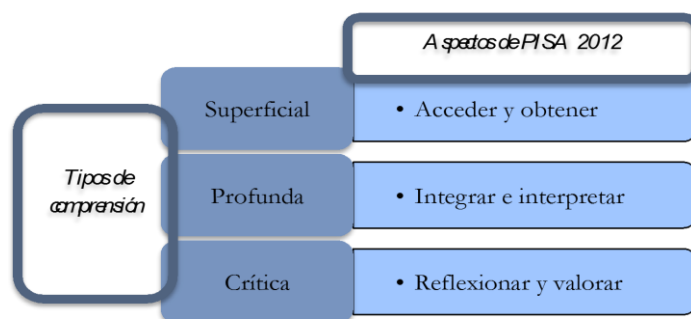 Aspectos de PISA 2012
Superficial
• Acceder y obtener
Tipos de
comprensión
Profunda
• Integrar e interpretar
Crítica
• Reflexionar y valorar